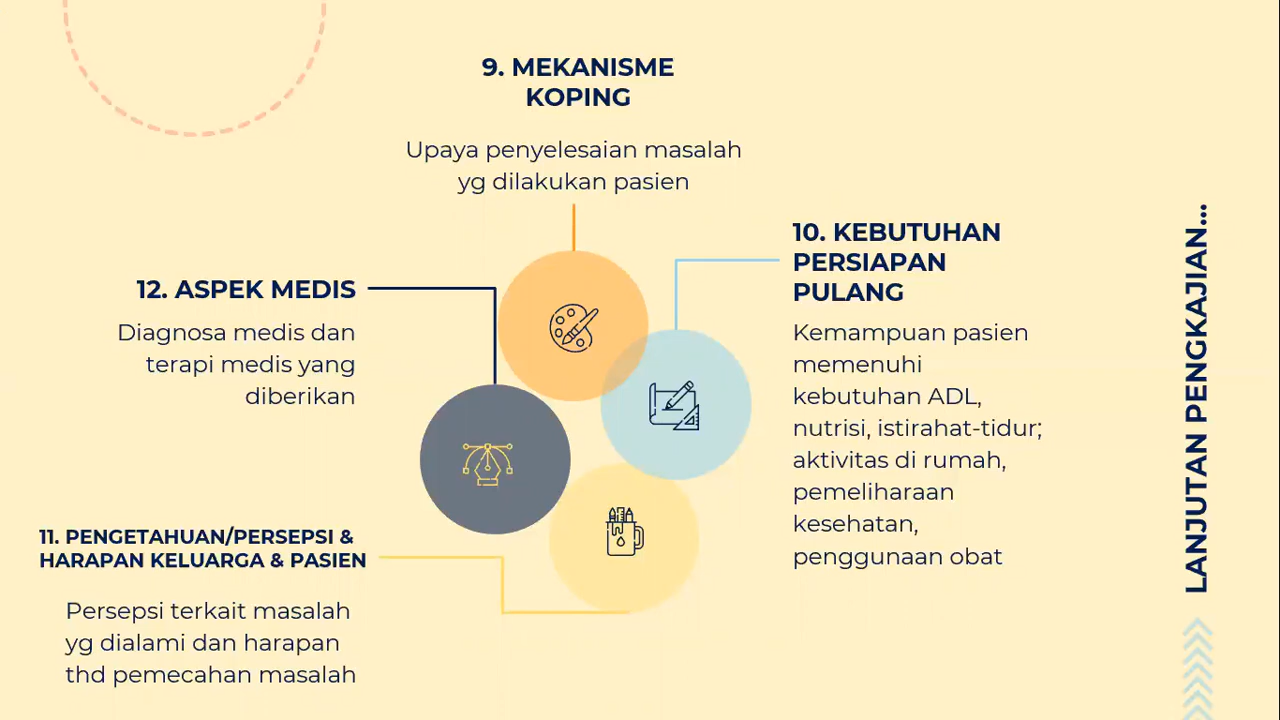 9. MEKANISME
KOPING
Upaya penyelesaian masalah
yg dilakukan pasien
10. KEBUTUHAN
PERSIAPAN
PULANG
Kemampuan pasien
memenuhi
kebutuhan ADL,
nutrisi, istirahat-tidur;
aktivitas di rumah,
pemeliharaan
kesehatan,
penggunaan obat
11. PENGETAHUAN/PERSEPSI &
HARAPAN KELUARGA & PASIEN
Persepsi terkait masalah
yg dialami dan harapan
thd pemecahan masalah
12. ASPEK MEDIS
Diagnosa medis dan
terapi medis yang
diberikan
LANJUTAN PENGKAJIAN...